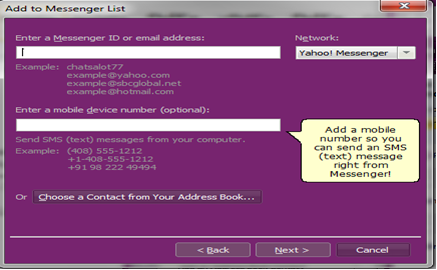 Add to Messenger List
Enter a Messenger ID or email address:
Network:
Yahoo! Messenger
Example: chatsalot77
example@yahoo.com
example@sbcglobal.net
example@hotmail.com
Enter a mobile device number (optional):
Send SMS (text) messages from your computer.
Example: (408) 555-1212
+1-408-555-1212
+91 98 222 49494
Add a mobile
number so you
can send an SMS
(text) message
right from
Messenger!
Or Choose a Contact from Your Address Book...
< Back Next > Cancel